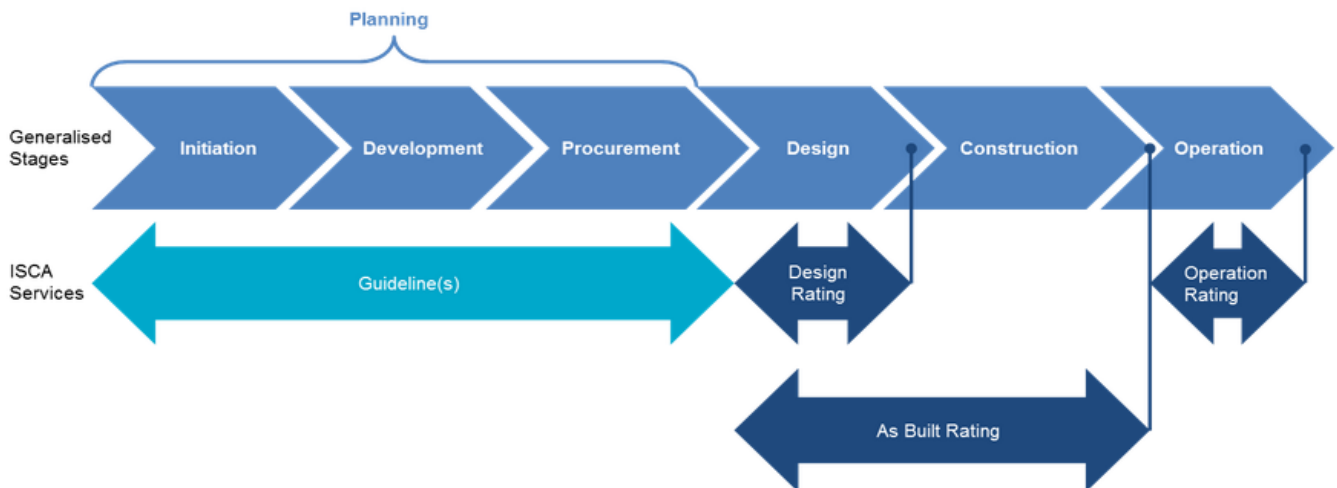 Planning
Generalised
Stages
Initiation
Development
Procurement
Design
Construction
Operation
ISCA
Services
Guideline(s)
Design
Rating
Operation
Rating
As Built Rating